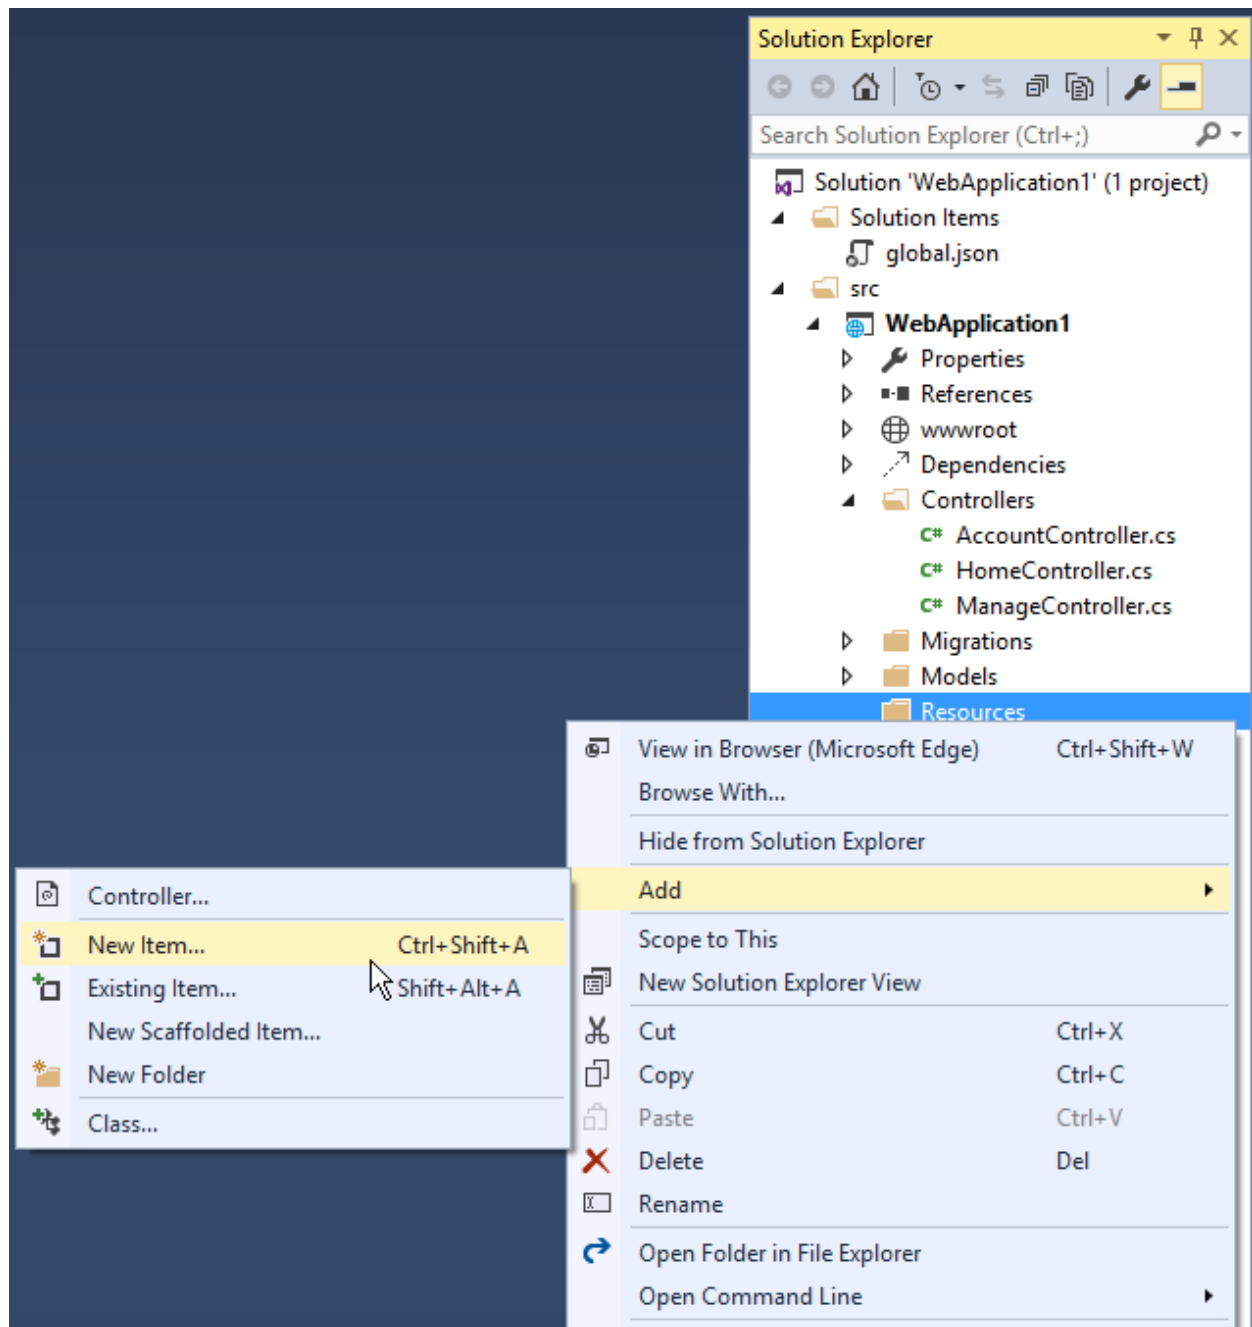 Solution Explorer
Search Solution Explorer (Ctrl+;)
Solution 'WebApplication1' (1 project)
Solution Items
global.json
src
WebApplication1
Properties
References
wwwroot
Dependencies
Controllers
C# AccountController.cs
C# HomeController.cs
C# ManageController.cs
Migrations
Models
Resources
View in Browser (Microsoft Edge) Ctrl+Shift+W
Browse With...
Hide from Solution Explorer
Add
Scope to This
New Solution Explorer View
Cut Ctrl+X
Copy Ctrl+C
Paste Ctrl+V
Delete Del
Rename
Open Folder in File Explorer
Open Command Line
Controller...
New Item... Ctrl+Shift+A
Existing Item... Shift+Alt+A
New Scaffolded Item...
New Folder
Class...